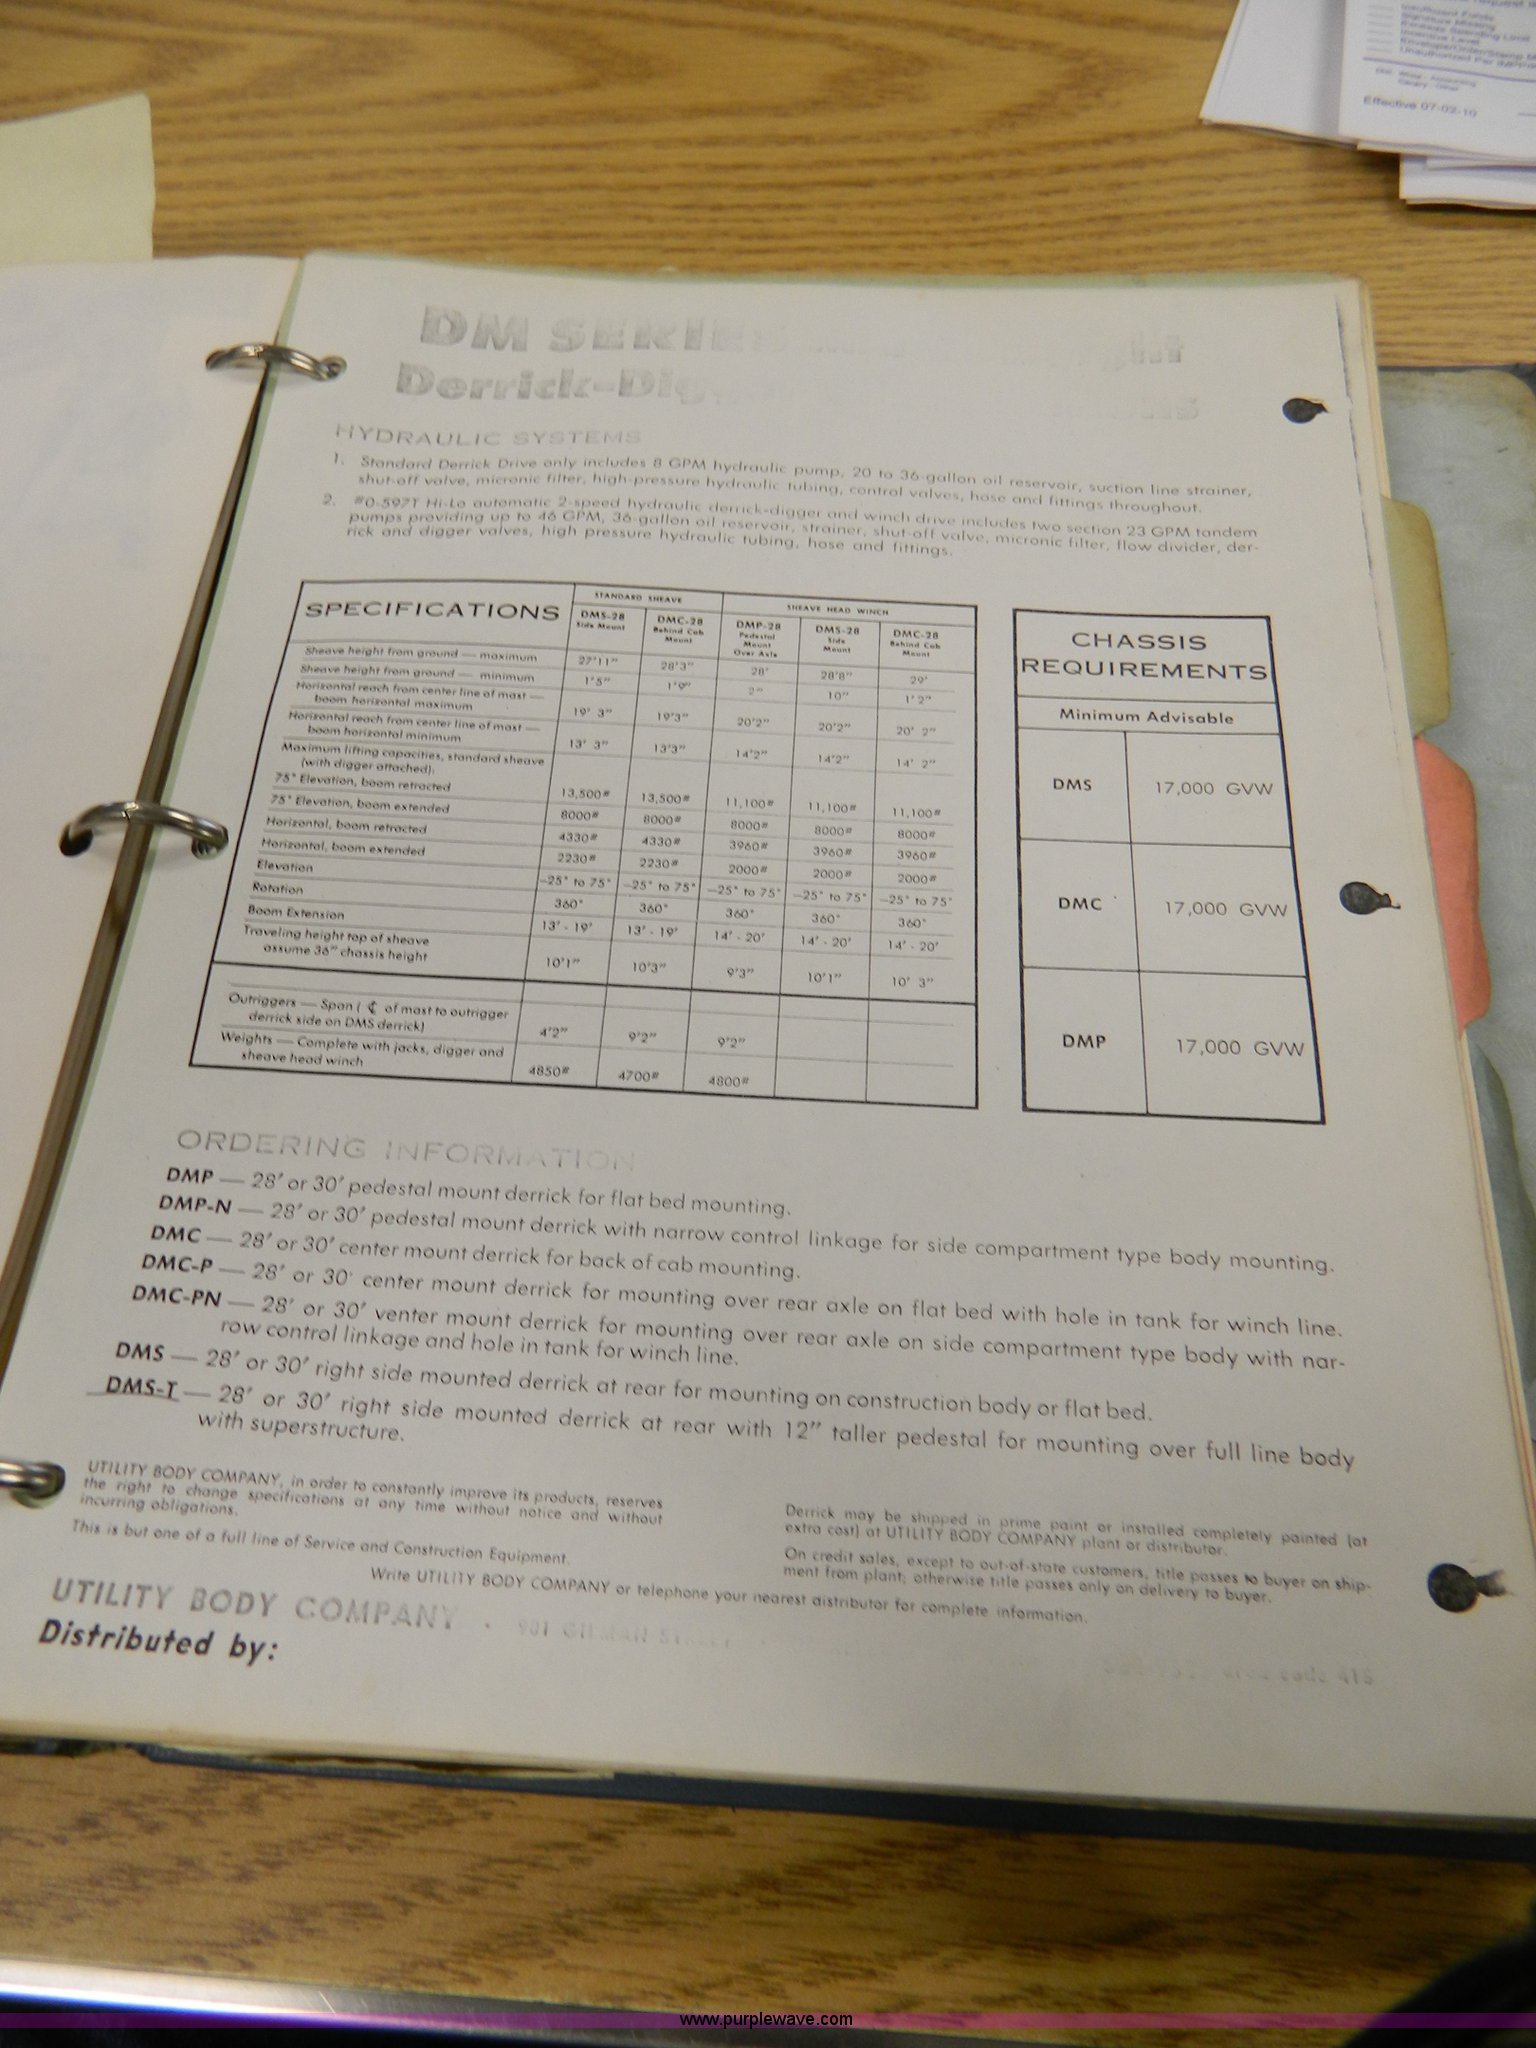 Insufficient Funds
Signature Missing
Excess Spending Limit
Incentive Level
Effective 07-02-10
DM SERIES
Derrick-Dig
HYDRAULIC SYSTEMS
1. Standard Derrick Drive only includes 8 GPM hydraulic pump, 20 to 36-gallon oil reservoir, suction line strainer,
shut-off valve, micronic filter, high-pressure hydraulic tubing, control valves, hose and fittings throughout.
2. #0-597T Hi-Lo automatic 2-speed hydraulic derrick-digger and winch drive includes two section 23 GPM tandem
pumps providing up to 46 GPM, 36-gallon oil reservoir, strainer, shut-off valve, micronic filter, flow divider, der-
rick and digger valves, high pressure hydraulic tubing, hose and fittings.
SPECIFICATIONS
STANDARD SHEAVE SHEAVE HEAD WINCH
DMS-28 DMC-28 DMP-28 DMS-28 DMC-28
Side Mount Behind Cab Pedestal Side Behind Cab
Mount Mount Mount Mount
Over Axle
Sheave height from ground — maximum 27'11" 28'3" 28' 28'8" 29'
Sheave height from ground — minimum 1'5" 1'9" 2" 10" 1' 2"
Horizontal reach from center line of mast —
boom horizontal maximum 19' 3" 19'3" 20'2" 20'2" 20' 2"
Horizontal reach from center line of mast —
boom horizontal minimum 13' 3" 13'3" 14'2" 14'2" 14' 2"
Maximum lifting capacities, standard sheave
(with digger attached):
75° Elevation, boom retracted 13,500# 13,500# 11,100# 11,100# 11,100#
75° Elevation, boom extended 8000# 8000# 8000# 8000# 8000#
Horizontal, boom retracted 4330# 4330# 3960# 3960# 3960#
Horizontal, boom extended 2230# 2230# 2000# 2000# 2000#
Elevation —25° to 75° —25° to 75° —25° to 75° —25° to 75° —25° to 75°
Rotation 360° 360° 360° 360° 360°
Boom Extension 13' - 19' 13' - 19' 14' - 20' 14' - 20' 14' - 20'
Traveling height top of sheave
assume 36" chassis height 10'1" 10'3" 9'3" 10'1" 10' 3"
Outriggers — Span ( ℄ of mast to outrigger
derrick side on DMS derrick) 4'2" 9'2" 9'2"
Weights — Complete with jacks, digger and
sheave head winch 4850# 4700# 4800#
CHASSIS
REQUIREMENTS
Minimum Advisable
DMS 17,000 GVW
DMC 17,000 GVW
DMP 17,000 GVW
ORDERING INFORMATION
DMP — 28' or 30' pedestal mount derrick for flat bed mounting.
DMP-N — 28' or 30' pedestal mount derrick with narrow control linkage for side compartment type body mounting.
DMC — 28' or 30' center mount derrick for back of cab mounting.
DMC-P — 28' or 30' center mount derrick for mounting over rear axle on flat bed with hole in tank for winch line.
DMC-PN — 28' or 30' venter mount derrick for mounting over rear axle on side compartment type body with nar-
row control linkage and hole in tank for winch line.
DMS — 28' or 30' right side mounted derrick at rear for mounting on construction body or flat bed.
DMS-T — 28' or 30' right side mounted derrick at rear with 12" taller pedestal for mounting over full line body
with superstructure.
UTILITY BODY COMPANY, in order to constantly improve its products, reserves
the right to change specifications at any time without notice and without
incurring obligations.
This is but one of a full line of Service and Construction Equipment.
Derrick may be shipped in prime paint or installed completely painted (at
extra cost) at UTILITY BODY COMPANY plant or distributor.
On credit sales, except to out-of-state customers, title passes to buyer on ship-
ment from plant; otherwise title passes only on delivery to buyer.
Write UTILITY BODY COMPANY or telephone your nearest distributor for complete information.
UTILITY BODY COMPANY · 901 GILMAN STREET
area code 415
Distributed by:
www.purplewave.com